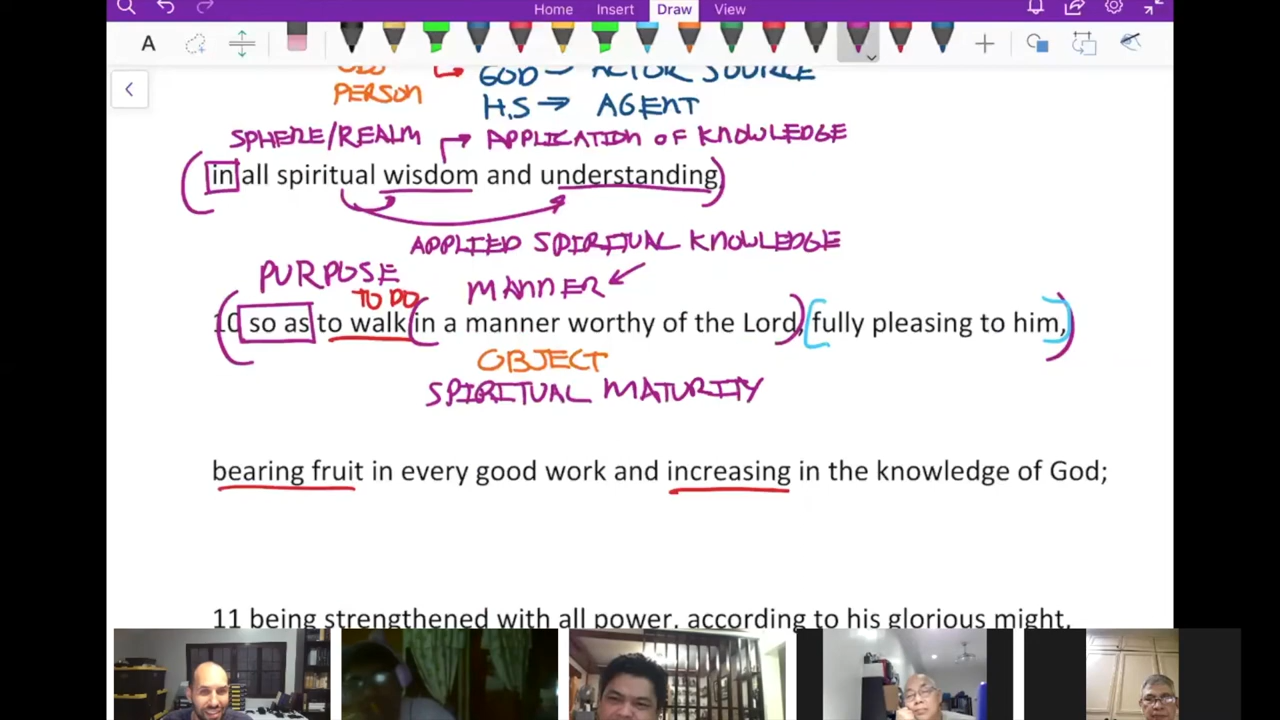 Home Insert Draw View
A
GOD — ACTOR SOURCE
PERSON
H.S → AGENT
SPHERE/REALM → APPLICATION OF KNOWLEDGE
(in all spiritual wisdom and understanding,)
APPLIED SPIRITUAL KNOWLEDGE
PURPOSE
TO DO
MANNER
(10 so as to walk (in a manner worthy of the Lord), [fully pleasing to him,])
OBJECT
SPIRITUAL MATURITY
bearing fruit in every good work and increasing in the knowledge of God;
11 being strengthened with all power, according to his glorious might,